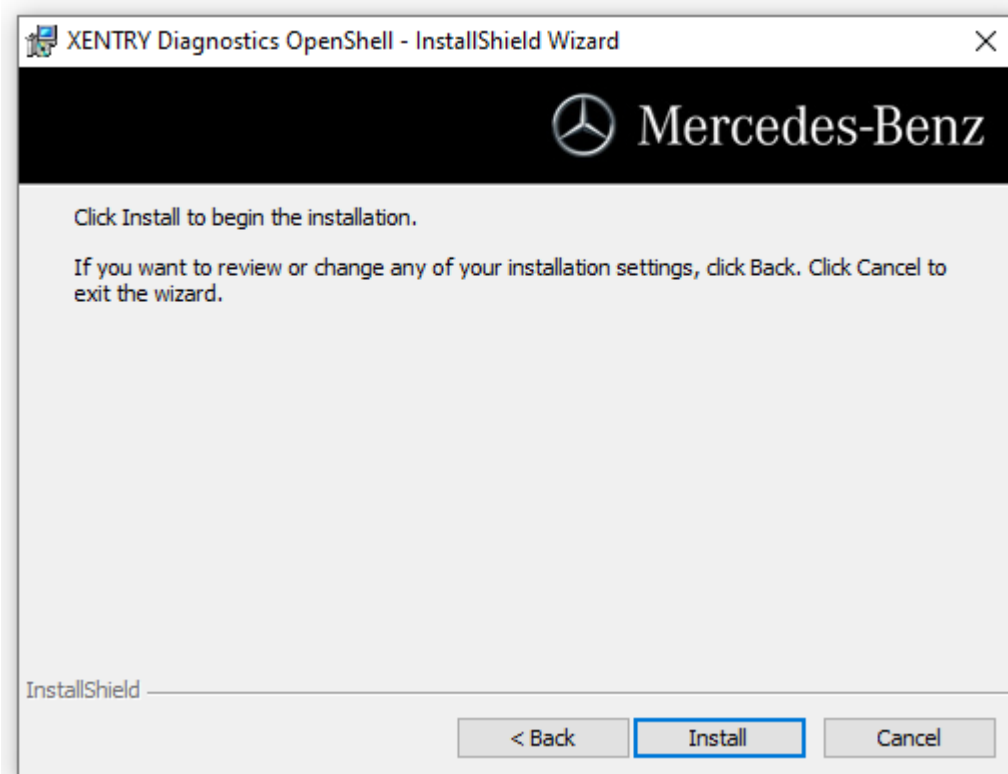 XENTRY Diagnostics OpenShell - InstallShield Wizard
Mercedes-Benz
Click Install to begin the installation.
If you want to review or change any of your installation settings, click Back. Click Cancel to
exit the wizard.
InstallShield
< Back Install Cancel